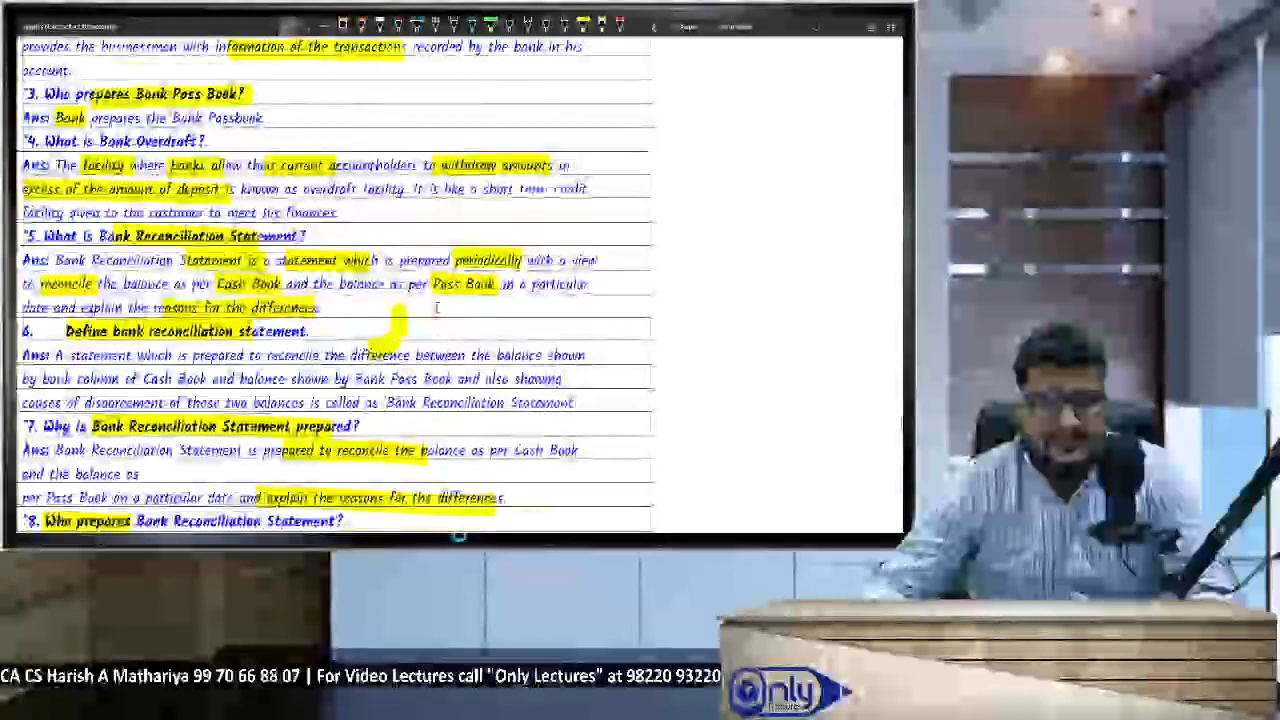 provides the businessman with information of the transactions recorded by the bank in his
account.
*3. Who prepares Bank Pass Book?
Ans: Bank prepares the Bank Passbook
*4. What is Bank Overdraft?
Ans: The facility where banks allow their current accountholders to withdraw amounts in
excess of the amount of deposit is known as overdraft facility. It is like a short term credit
facility given to the customer to meet his finances
*5. What is Bank Reconciliation Statement?
Ans: Bank Reconciliation Statement is a statement which is prepared periodically with a view
to reconcile the balance as per Cash Book and the balance as per Pass Book in a particular
date and explain the reasons for the differences.
6. Define bank reconciliation statement.
Ans: A statement which is prepared to reconcile the difference between the balance shown
by bank column of Cash Book and balance shown by Bank Pass Book and also showing
causes of disagreement of these two balances is called as 'Bank Reconciliation Statement
*7. Why is Bank Reconciliation Statement prepared?
Ans: Bank Reconciliation Statement is prepared to reconcile the balance as per Cash Book
and the balance as
per Pass Book on a particular date and explain the reasons for the differences.
*8. Who prepares Bank Reconciliation Statement?
CA CS Harish A Mathariya 99 70 66 88 07 | For Video Lectures call "Only Lectures" at 98220 93220
Only